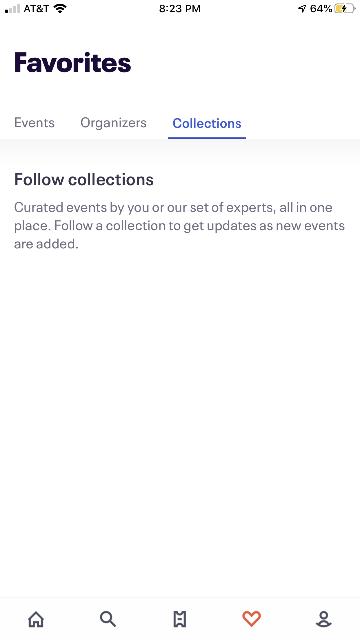 AT&T 8:23 PM 64%
Favorites
Events Organizers Collections
Follow collections
Curated events by you or our set of experts, all in one
place. Follow a collection to get updates as new events
are added.